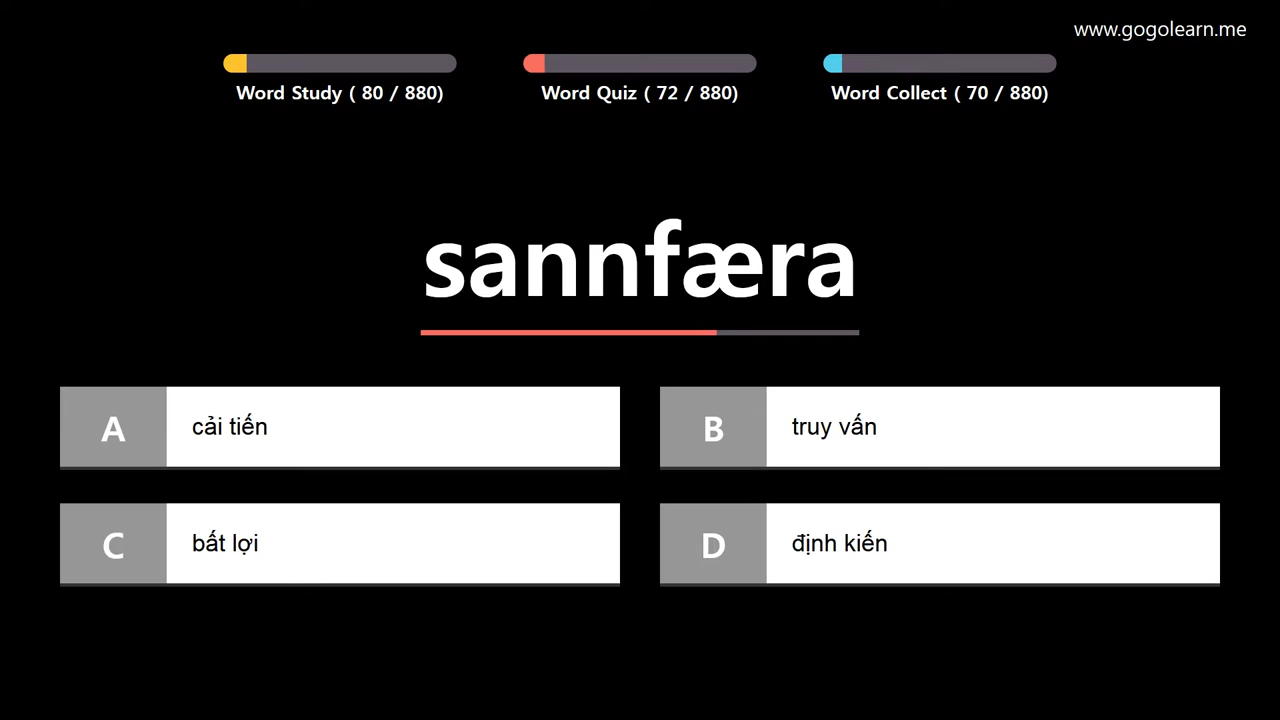 www.gogolearn.me
Word Study ( 80 / 880)
Word Quiz ( 72 / 880)
Word Collect ( 70 / 880)
sannfæra
A cải tiến
B truy vấn
C bất lợi
D định kiến